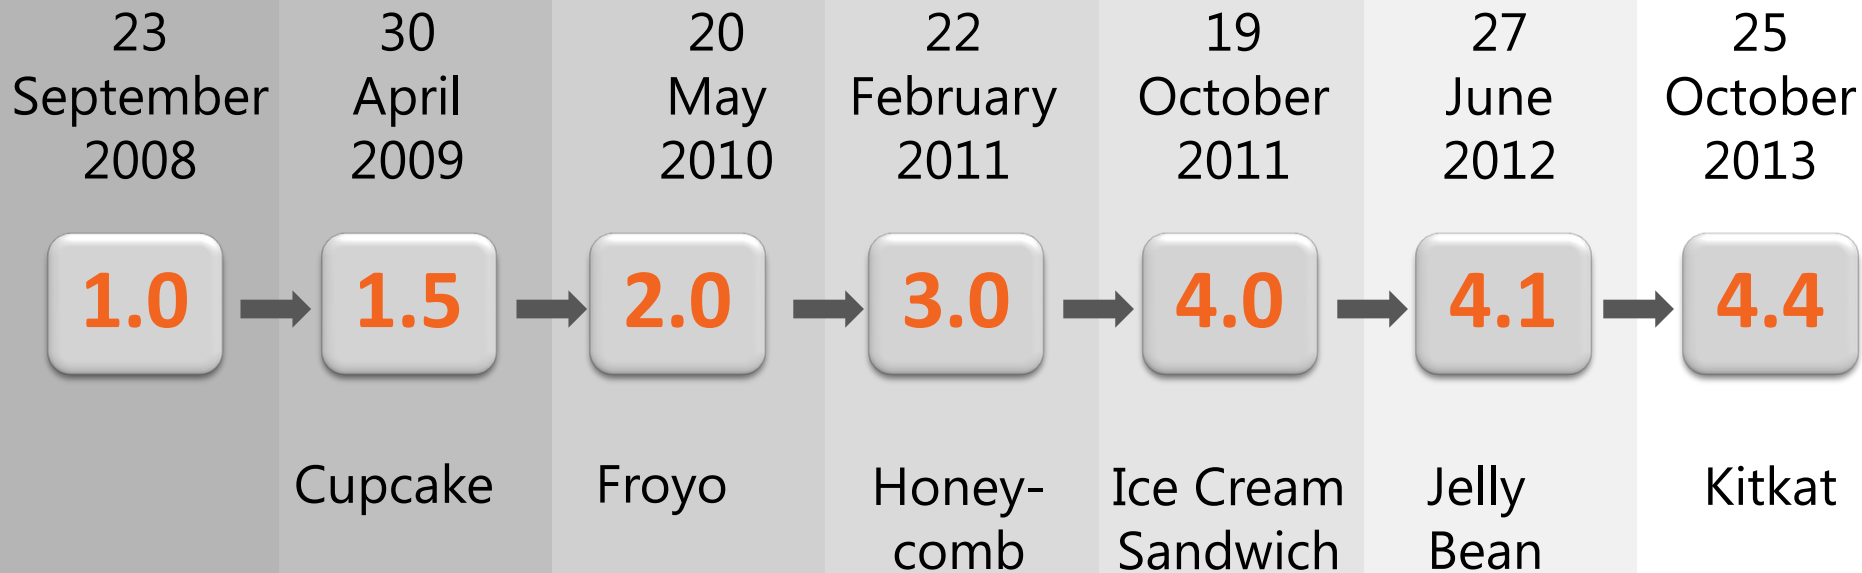 23
September
2008
30
April
2009
20
May
2010
22
February
2011
19
October
2011
27
June
2012
25
October
2013
1.0
1.5
2.0
3.0
4.0
4.1
4.4
Cupcake
Froyo
Honey-
comb
Ice Cream
Sandwich
Jelly
Bean
Kitkat